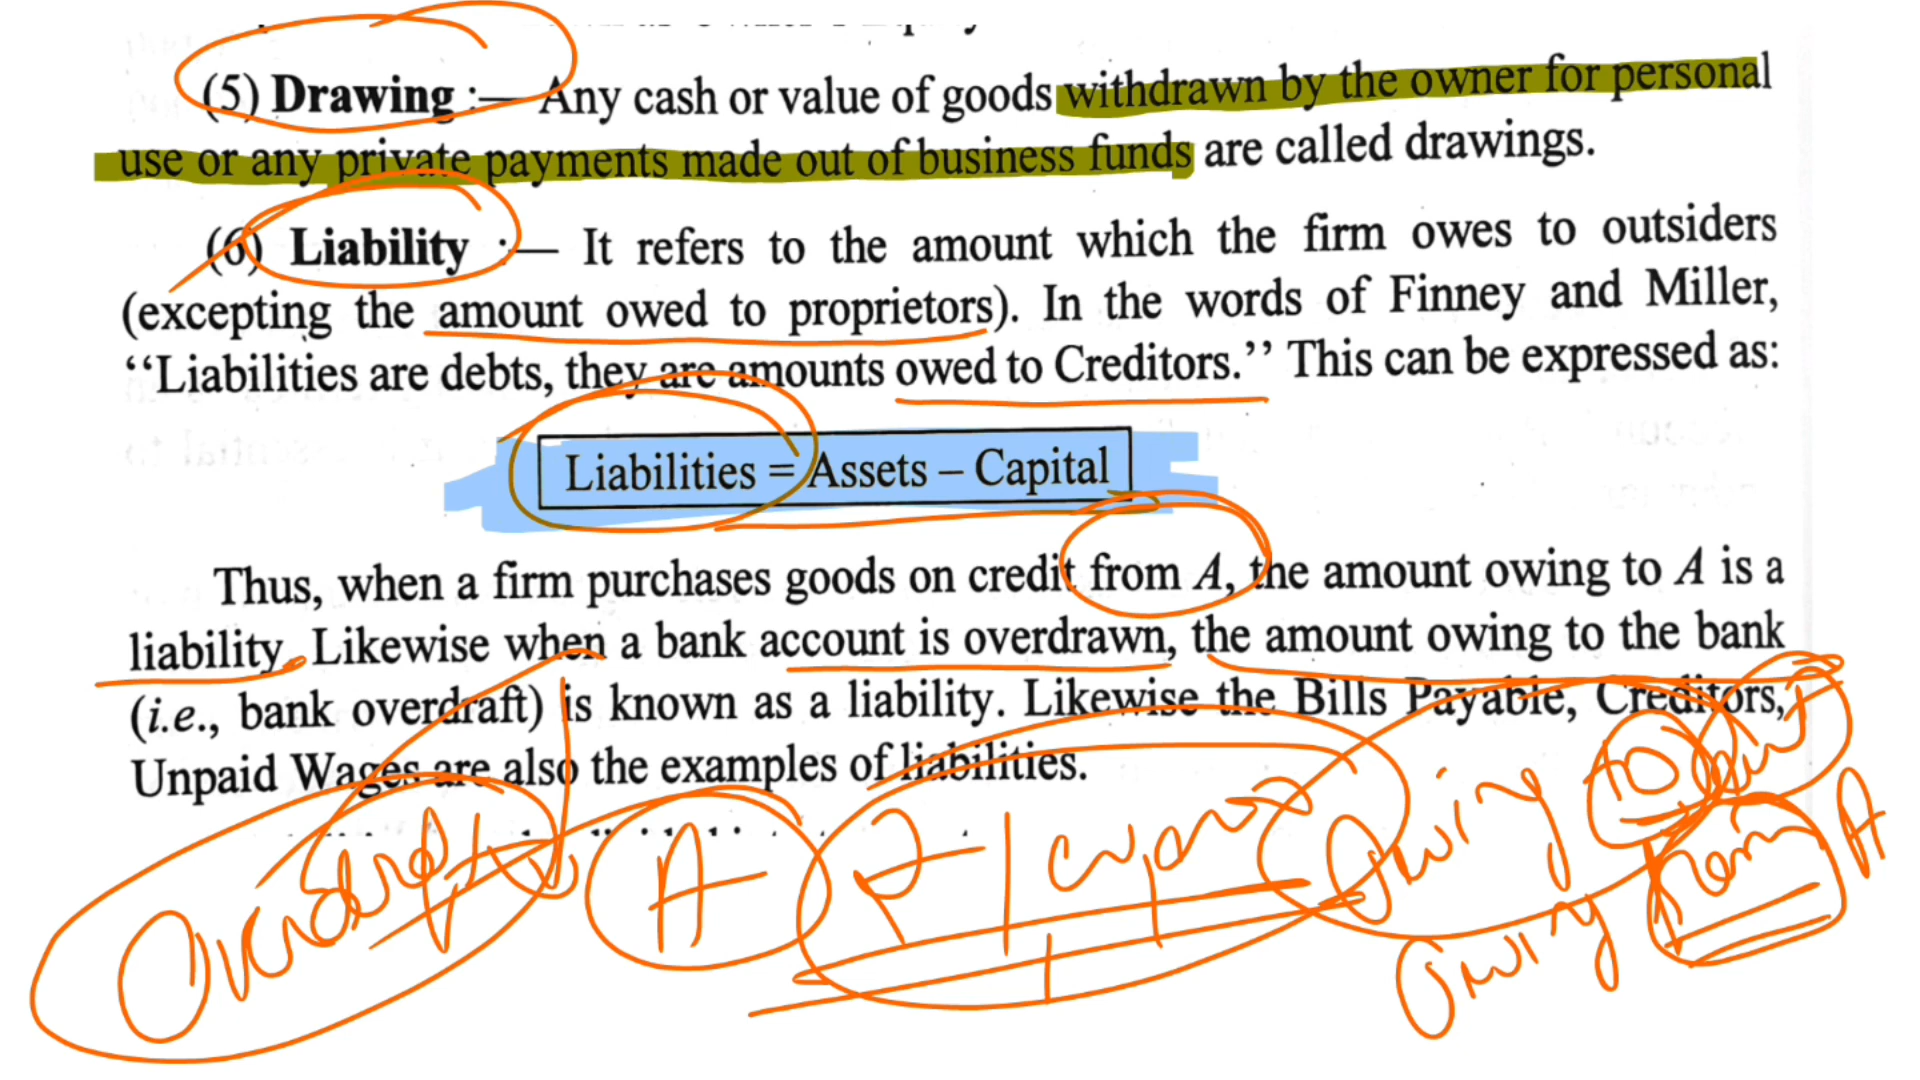 (5) Drawing :— Any cash or value of goods withdrawn by the owner for personal
use or any private payments made out of business funds are called drawings.
(6) Liability :— It refers to the amount which the firm owes to outsiders
(excepting the amount owed to proprietors). In the words of Finney and Miller,
‘‘Liabilities are debts, they are amounts owed to Creditors.’’ This can be expressed as:
Liabilities = Assets – Capital
Thus, when a firm purchases goods on credit from A, the amount owing to A is a
liability. Likewise when a bank account is overdrawn, the amount owing to the bank
(i.e., bank overdraft) is known as a liability. Likewise the Bills Payable, Creditors,
Unpaid Wages are also the examples of liabilities.
Owing to
Overdraft A
Owing from A